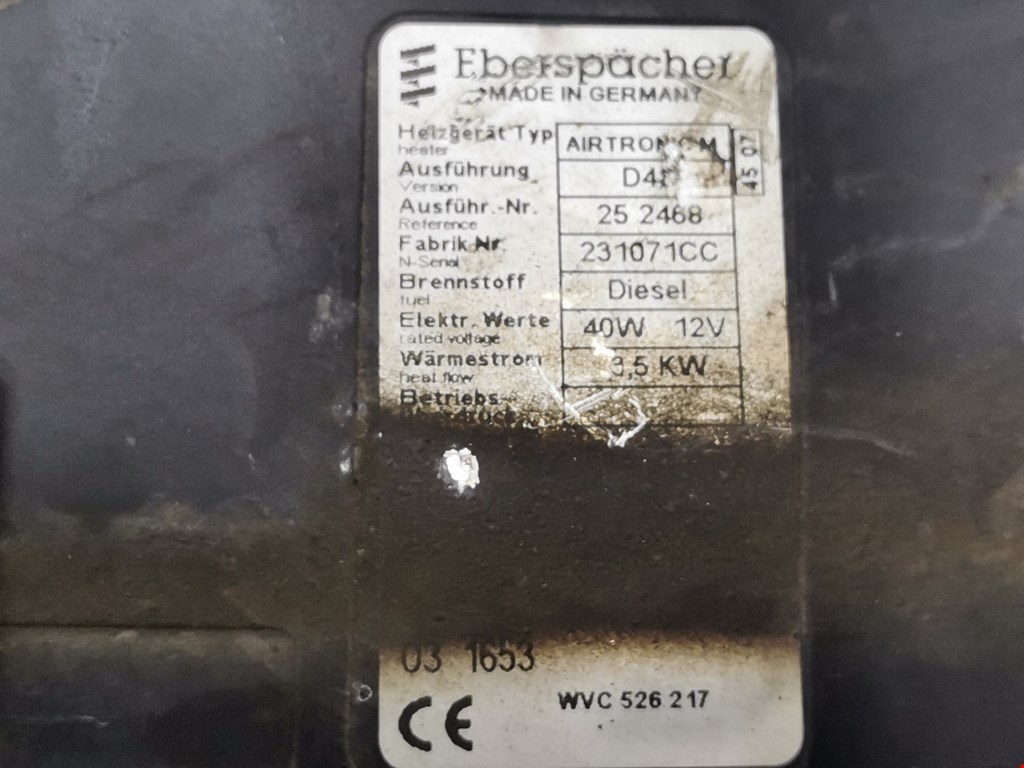 Eberspächer
MADE IN GERMANY
Heizgerät Typ AIRTRONIC M 45 07
heater
Ausführung
Version
Ausführ.-Nr. 25 2468
Reference
Fabrik Nr. 231071CC
N-Serial
Brennstoff Diesel
fuel
Elektr. Werte 40W 12V
rated voltage
Wärmestrom 3,5 KW
heat flow
Betriebs-
03 1653
CE WVC 526 217